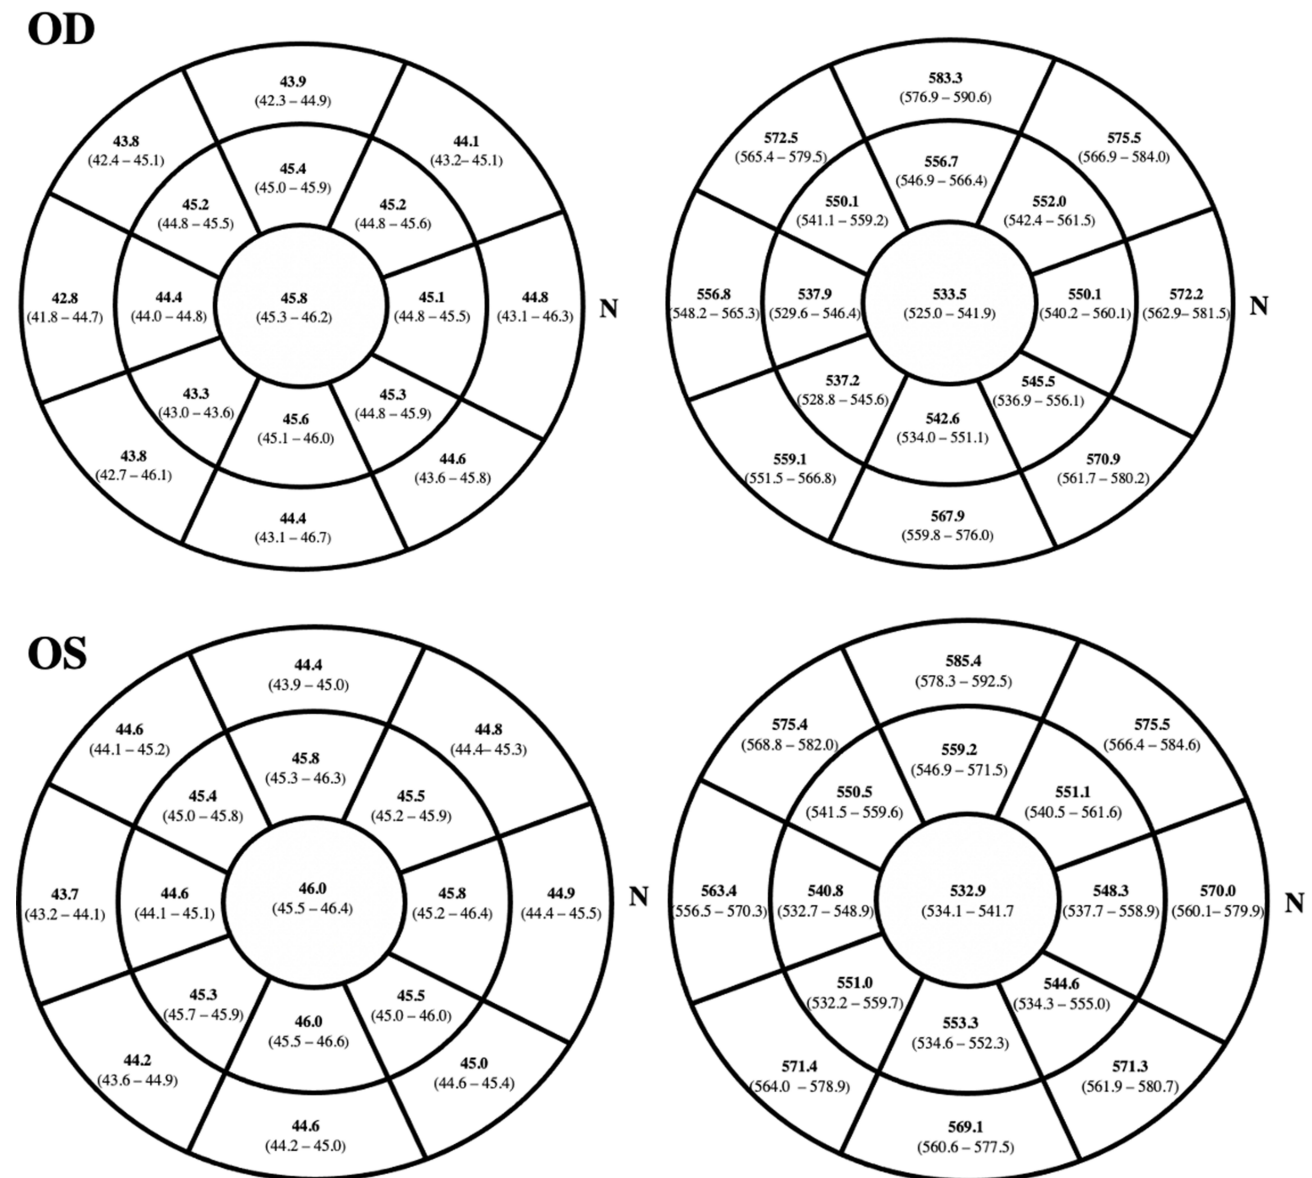 OD
43.9
(42.3 – 44.9)
43.8
(42.4 – 45.1)
44.1
(43.2– 45.1)
45.4
(45.0 – 45.9)
45.2
(44.8 – 45.5)
45.2
(44.8 – 45.6)
42.8
(41.8 – 44.7)
44.4
(44.0 – 44.8)
45.8
(45.3 – 46.2)
45.1
(44.8 – 45.5)
44.8
(43.1 – 46.3)
N
43.3
(43.0 – 43.6)
45.6
(45.1 – 46.0)
45.3
(44.8 – 45.9)
43.8
(42.7 – 46.1)
44.6
(43.6 – 45.8)
44.4
(43.1 – 46.7)
583.3
(576.9 – 590.6)
572.5
(565.4 – 579.5)
575.5
(566.9 – 584.0)
556.7
(546.9 – 566.4)
550.1
(541.1 – 559.2)
552.0
(542.4 – 561.5)
556.8
(548.2 – 565.3)
537.9
(529.6 – 546.4)
533.5
(525.0 – 541.9)
550.1
(540.2 – 560.1)
572.2
(562.9– 581.5)
N
537.2
(528.8 – 545.6)
542.6
(534.0 – 551.1)
545.5
(536.9 – 556.1)
559.1
(551.5 – 566.8)
570.9
(561.7 – 580.2)
567.9
(559.8 – 576.0)
OS
44.4
(43.9 – 45.0)
44.6
(44.1 – 45.2)
44.8
(44.4– 45.3)
45.8
(45.3 – 46.3)
45.4
(45.0 – 45.8)
45.5
(45.2 – 45.9)
43.7
(43.2 – 44.1)
44.6
(44.1 – 45.1)
46.0
(45.5 – 46.4)
45.8
(45.2 – 46.4)
44.9
(44.4 – 45.5)
N
45.3
(45.7 – 45.9)
46.0
(45.5 – 46.6)
45.5
(45.0 – 46.0)
44.2
(43.6 – 44.9)
45.0
(44.6 – 45.4)
44.6
(44.2 – 45.0)
585.4
(578.3 – 592.5)
575.4
(568.8 – 582.0)
575.5
(566.4 – 584.6)
559.2
(546.9 – 571.5)
550.5
(541.5 – 559.6)
551.1
(540.5 – 561.6)
563.4
(556.5 – 570.3)
540.8
(532.7 – 548.9)
532.9
(534.1 – 541.7
548.3
(537.7 – 558.9)
570.0
(560.1– 579.9)
N
551.0
(532.2 – 559.7)
553.3
(534.6 – 552.3)
544.6
(534.3 – 555.0)
571.4
(564.0 – 578.9)
571.3
(561.9 – 580.7)
569.1
(560.6 – 577.5)